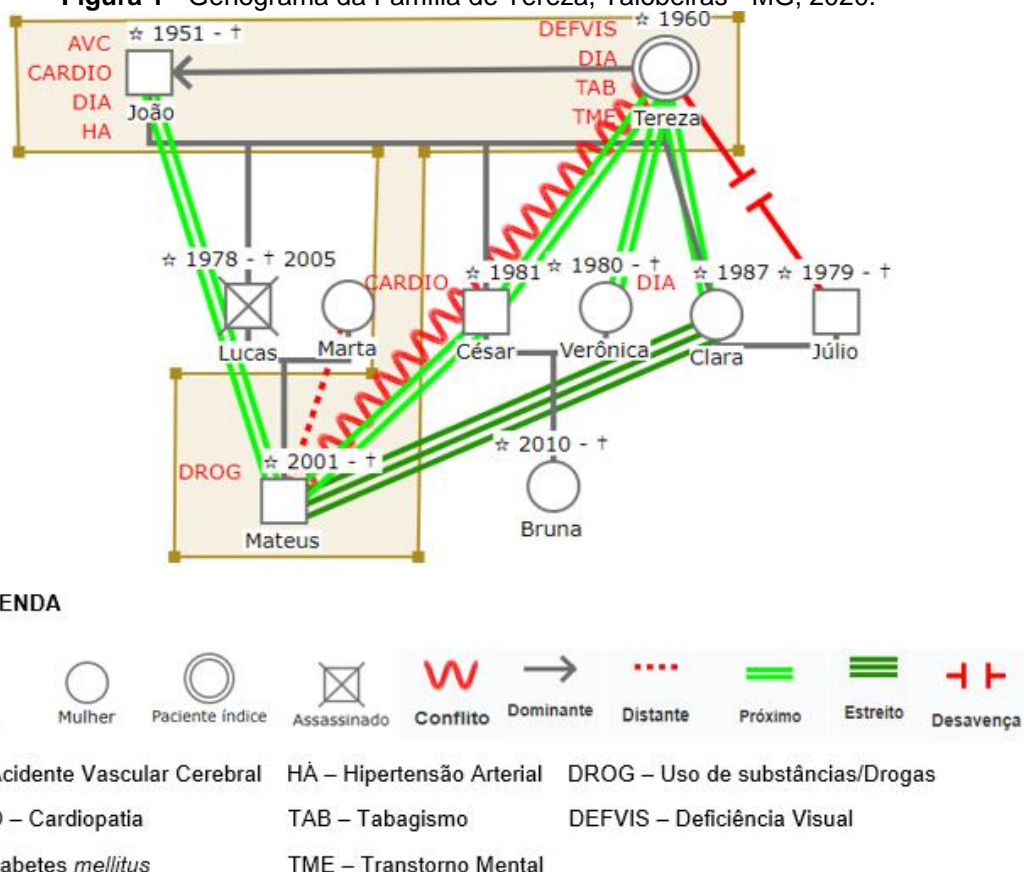 Figura 1 - Genograma da Família de Tereza, Taiobeiras - MG, 2020.
☆ 1951 - †
DEFVIS
☆ 1960
AVC
CARDIO
DIA
HA
João
DIA
TAB
TME
Tereza
☆ 1978 - † 2005
CARDIO
☆ 1981
☆ 1980 - †
DIA
☆ 1987
☆ 1979 - †
Lucas
Marta
César
Verônica
Clara
Júlio
DROG
☆ 2001 - †
☆ 2010 - †
Mateus
Bruna
ENDA
Mulher
Paciente índice
Assassinado
Conflito
Dominante
Distante
Próximo
Estreito
Desavença
Acidente Vascular Cerebral HÁ – Hipertensão Arterial DROG – Uso de substâncias/Drogas
O – Cardiopatia TAB – Tabagismo DEFVIS – Deficiência Visual
abetes mellitus TME – Transtorno Mental